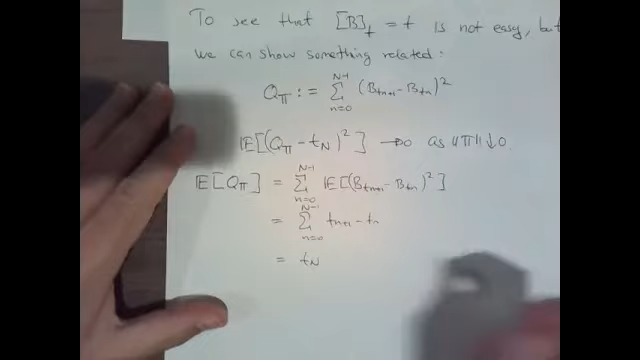 To see that [B]_t = t is not easy, but
we can show something related:
Q_π := Σ_{n=0}^{N-1} (B_{t_{n+1}} - B_{t_n})^2
𝔼[(Q_π - t_N)^2] → 0 as ||π|| ↓ 0.
𝔼[Q_π] = Σ_{n=0}^{N-1} 𝔼[(B_{t_{n+1}} - B_{t_n})^2]
= Σ_{n=0}^{N-1} t_{n+1} - t_n
= t_N